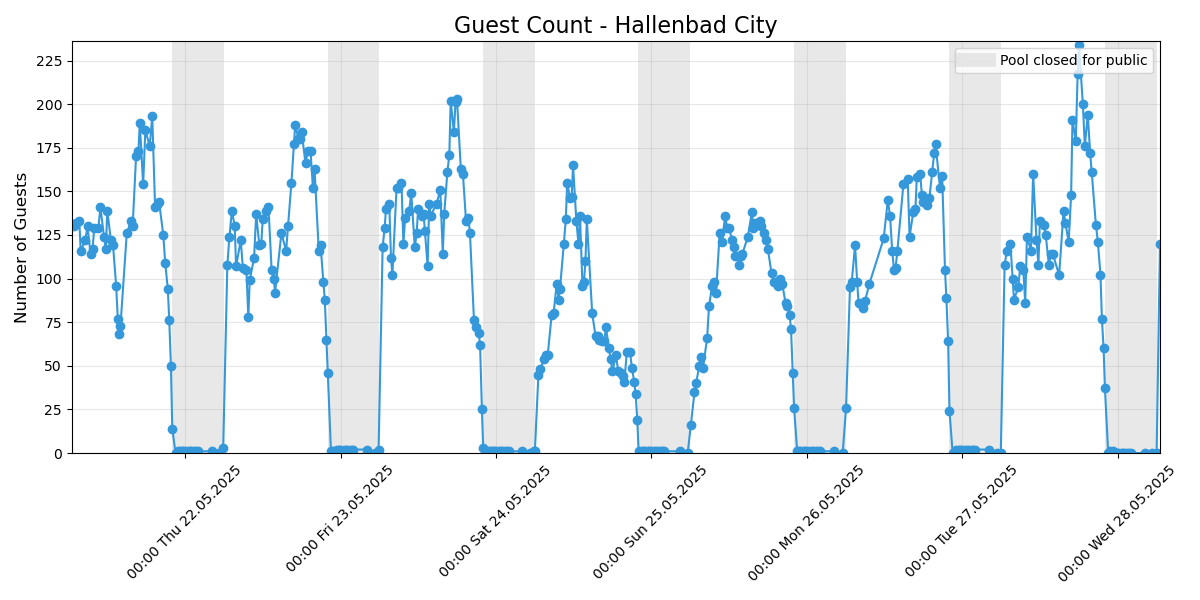 Guest Count - Hallenbad City
Number of Guests
225
200
175
150
125
100
75
50
25
0
Pool closed for public
00:00 Thu 22.05.2025
00:00 Fri 23.05.2025
00:00 Sat 24.05.2025
00:00 Sun 25.05.2025
00:00 Mon 26.05.2025
00:00 Tue 27.05.2025
00:00 Wed 28.05.2025